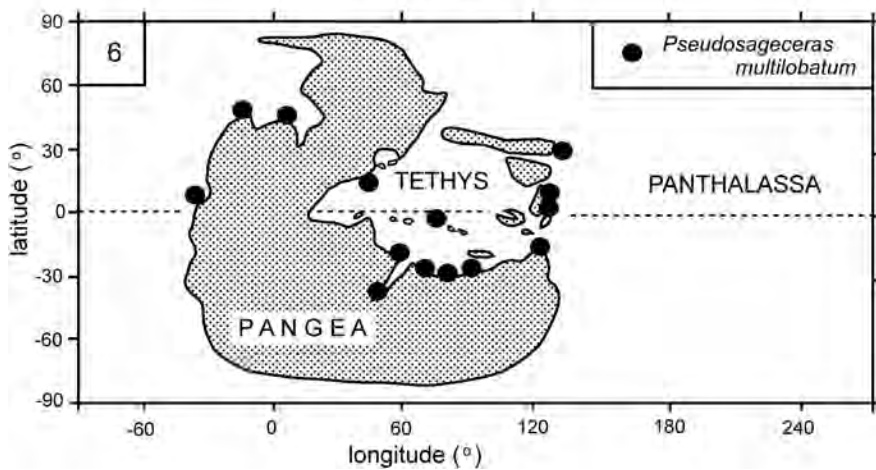 6
Pseudosageceras
multilobatum
90
60
30
0
-30
-60
-90
latitude (°)
TETHYS
PANTHALASSA
PANGEA
-60
0
60
120
180
240
longitude (°)